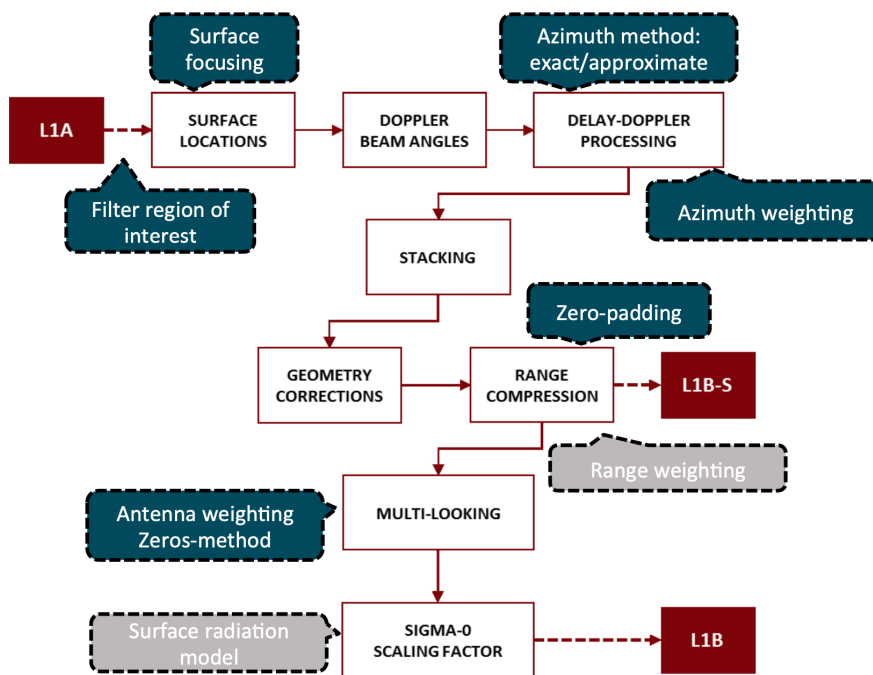 Surface
focusing
Azimuth method:
exact/approximate
L1A
SURFACE
LOCATIONS
DOPPLER
BEAM ANGLES
DELAY-DOPPLER
PROCESSING
Filter region of
interest
Azimuth weighting
STACKING
Zero-padding
GEOMETRY
CORRECTIONS
RANGE
COMPRESSION
L1B-S
Range weighting
Antenna weighting
Zeros-method
MULTI-LOOKING
Surface radiation
model
SIGMA-0
SCALING FACTOR
L1B